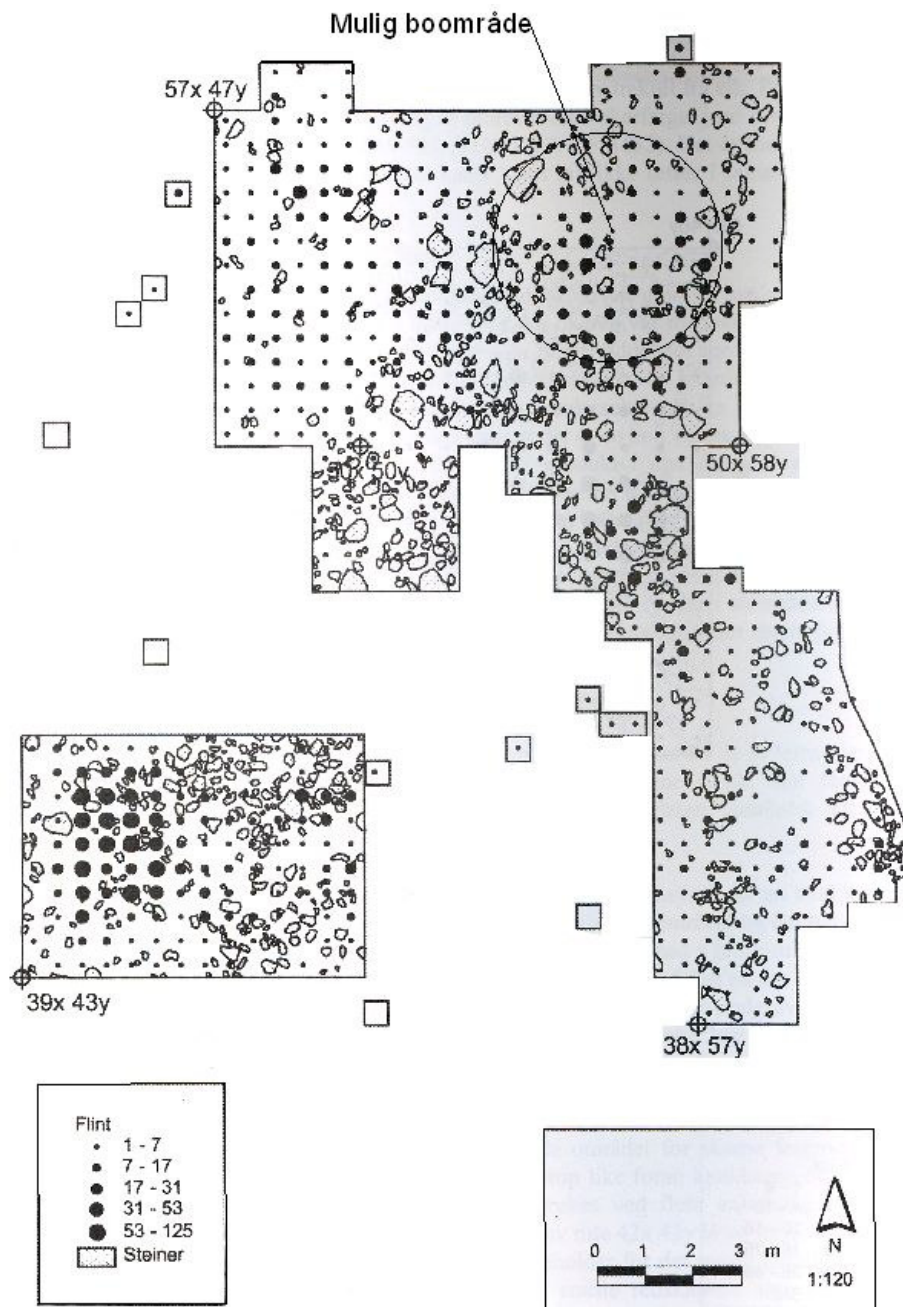 Mulig boområde
57x 47y
50x 58y
39x 43y
38x 57y
Flint
1 - 7
7 - 17
17 - 31
31 - 53
53 - 125
Steiner
0 1 2 3 m
N
1:120